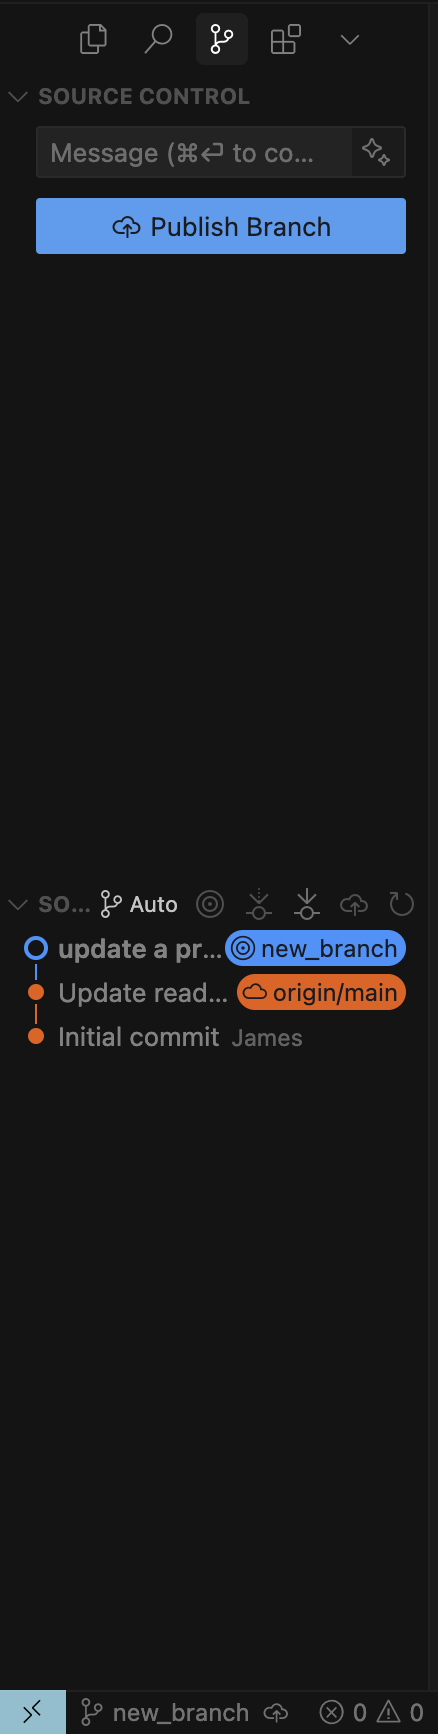 SOURCE CONTROL
Message (⌘⏎ to co...
Publish Branch
SO... Auto
update a pr... new_branch
Update read... origin/main
Initial commit James
new_branch 0 0